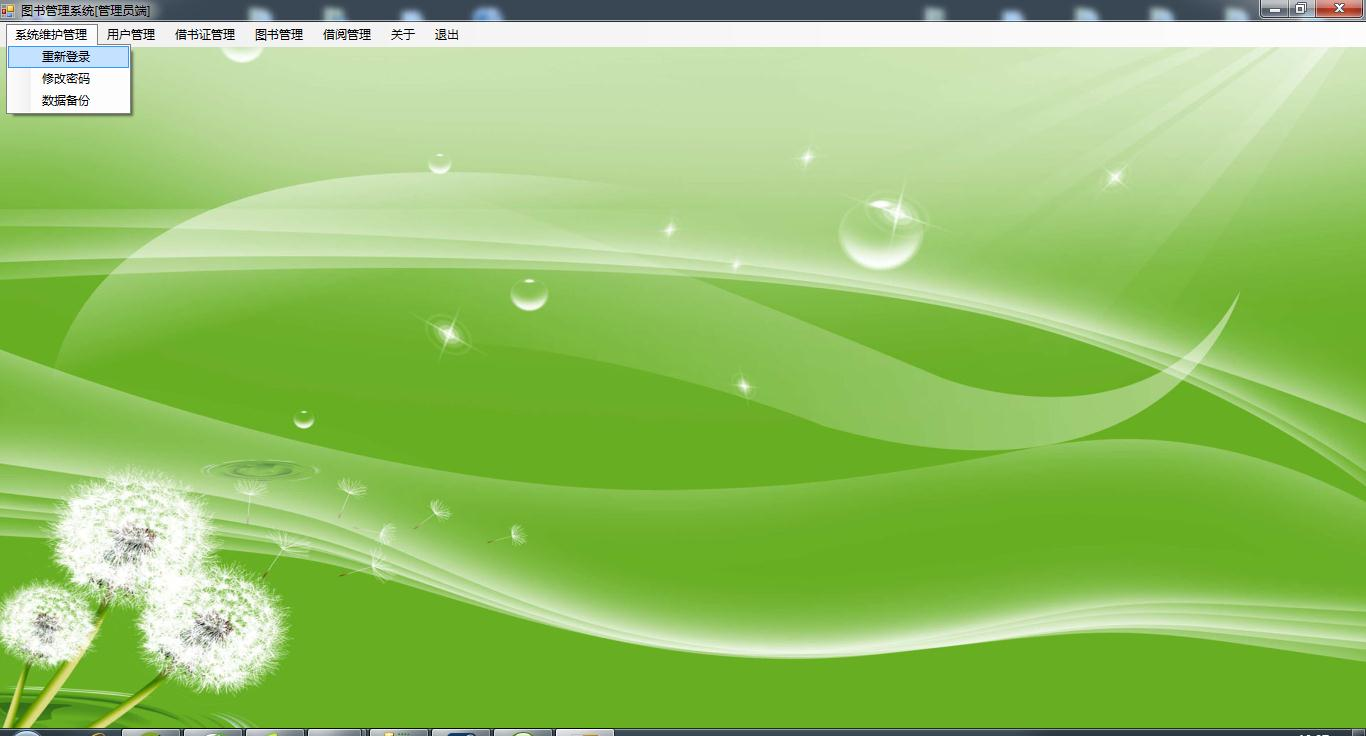 图书管理系统[管理员端]
系统维护管理 用户管理 借书证管理 图书管理 借阅管理 关于 退出
重新登录
修改密码
数据备份